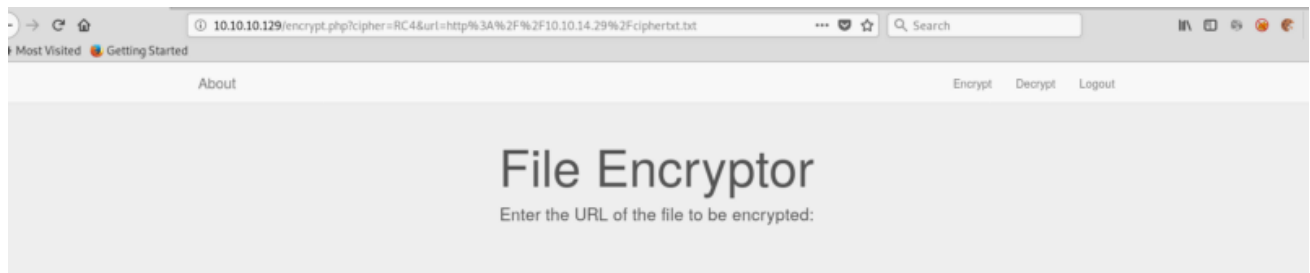 10.10.10.129/encrypt.php?cipher=RC4&url=http%3A%2F%2F10.10.14.29%2Fciphertxt.txt
Search
Most Visited Getting Started
About Encrypt Decrypt Logout
File Encryptor
Enter the URL of the file to be encrypted: